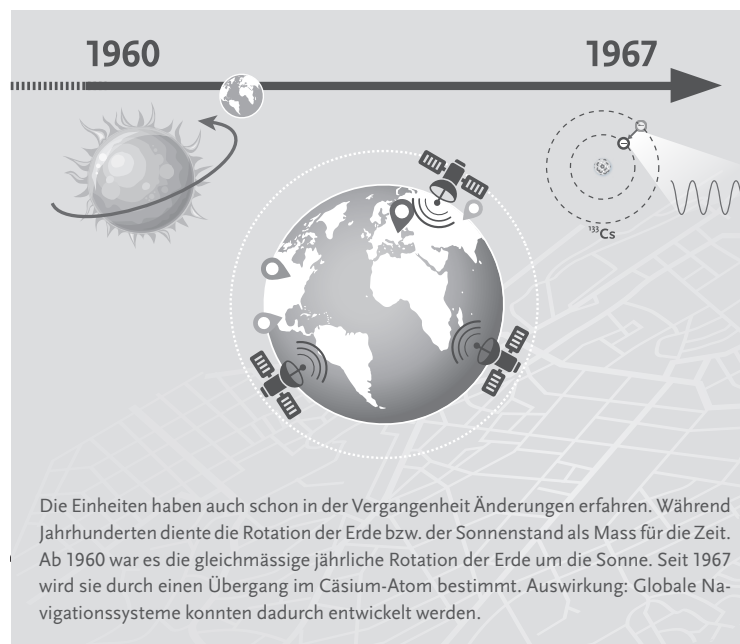 1960
1967
¹³³Cs
Die Einheiten haben auch schon in der Vergangenheit Änderungen erfahren. Während
Jahrhunderten diente die Rotation der Erde bzw. der Sonnenstand als Mass für die Zeit.
Ab 1960 war es die gleichmässige jährliche Rotation der Erde um die Sonne. Seit 1967
wird sie durch einen Übergang im Cäsium-Atom bestimmt. Auswirkung: Globale Na-
vigationssysteme konnten dadurch entwickelt werden.